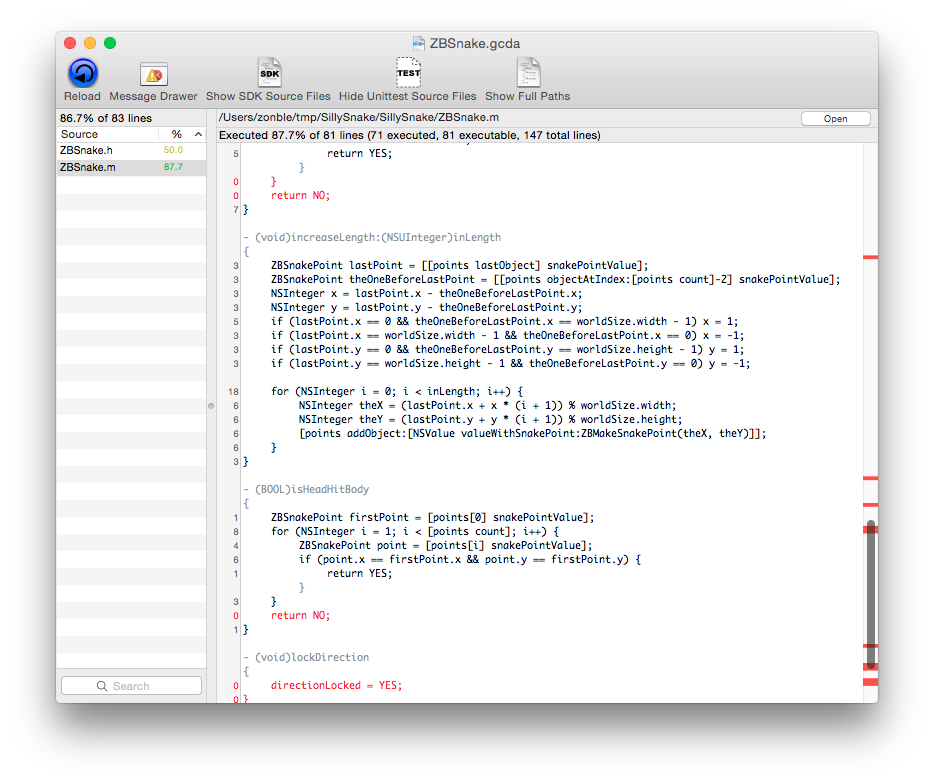 ZBSnake.gcda
Reload Message Drawer Show SDK Source Files Hide Unittest Source Files Show Full Paths
SDK
TEST
86.7% of 83 lines
Source %
ZBSnake.h 50.0
ZBSnake.m 87.7
Search
/Users/zonble/tmp/SillySnake/SillySnake/ZBSnake.m
Open
Executed 87.7% of 81 lines (71 executed, 81 executable, 147 total lines)
5 return YES;
}
0 }
0 return NO;
7 }
- (void)increaseLength:(NSUInteger)inLength
{
3 ZBSnakePoint lastPoint = [[points lastObject] snakePointValue];
3 ZBSnakePoint theOneBeforeLastPoint = [[points objectAtIndex:[points count]-2] snakePointValue];
3 NSInteger x = lastPoint.x - theOneBeforeLastPoint.x;
3 NSInteger y = lastPoint.y - theOneBeforeLastPoint.y;
5 if (lastPoint.x == 0 && theOneBeforeLastPoint.x == worldSize.width - 1) x = 1;
3 if (lastPoint.x == worldSize.width - 1 && theOneBeforeLastPoint.x == 0) x = -1;
3 if (lastPoint.y == 0 && theOneBeforeLastPoint.y == worldSize.height - 1) y = 1;
3 if (lastPoint.y == worldSize.height - 1 && theOneBeforeLastPoint.y == 0) y = -1;
18 for (NSInteger i = 0; i < inLength; i++) {
6 NSInteger theX = (lastPoint.x + x * (i + 1)) % worldSize.width;
6 NSInteger theY = (lastPoint.y + y * (i + 1)) % worldSize.height;
6 [points addObject:[NSValue valueWithSnakePoint:ZBMakeSnakePoint(theX, theY)]];
6 }
3 }
- (BOOL)isHeadHitBody
{
1 ZBSnakePoint firstPoint = [points[0] snakePointValue];
8 for (NSInteger i = 1; i < [points count]; i++) {
4 ZBSnakePoint point = [points[i] snakePointValue];
6 if (point.x == firstPoint.x && point.y == firstPoint.y) {
1 return YES;
}
3 }
0 return NO;
1 }
- (void)lockDirection
{
0 directionLocked = YES;
0 }